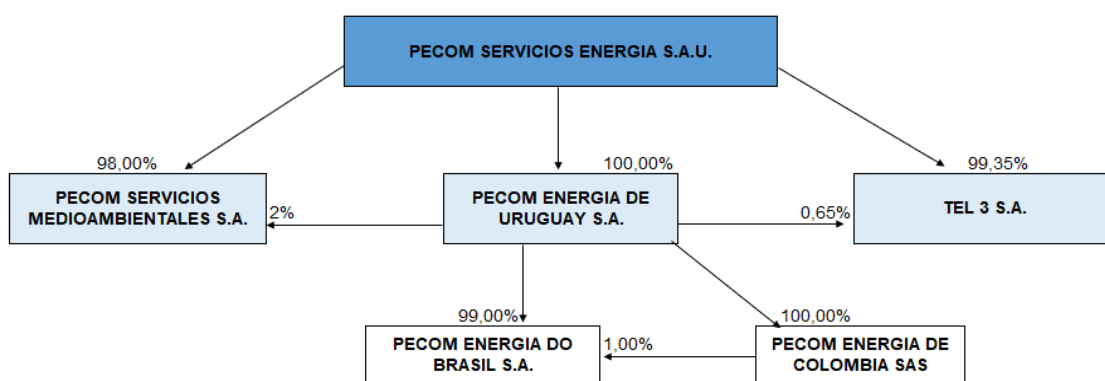 PECOM SERVICIOS ENERGIA S.A.U.
98,00%
100,00%
99,35%
PECOM SERVICIOS
MEDIOAMBIENTALES S.A.
2%
PECOM ENERGIA DE
URUGUAY S.A.
0,65%
TEL 3 S.A.
99,00%
100,00%
PECOM ENERGIA DO
BRASIL S.A.
1,00%
PECOM ENERGIA DE
COLOMBIA SAS